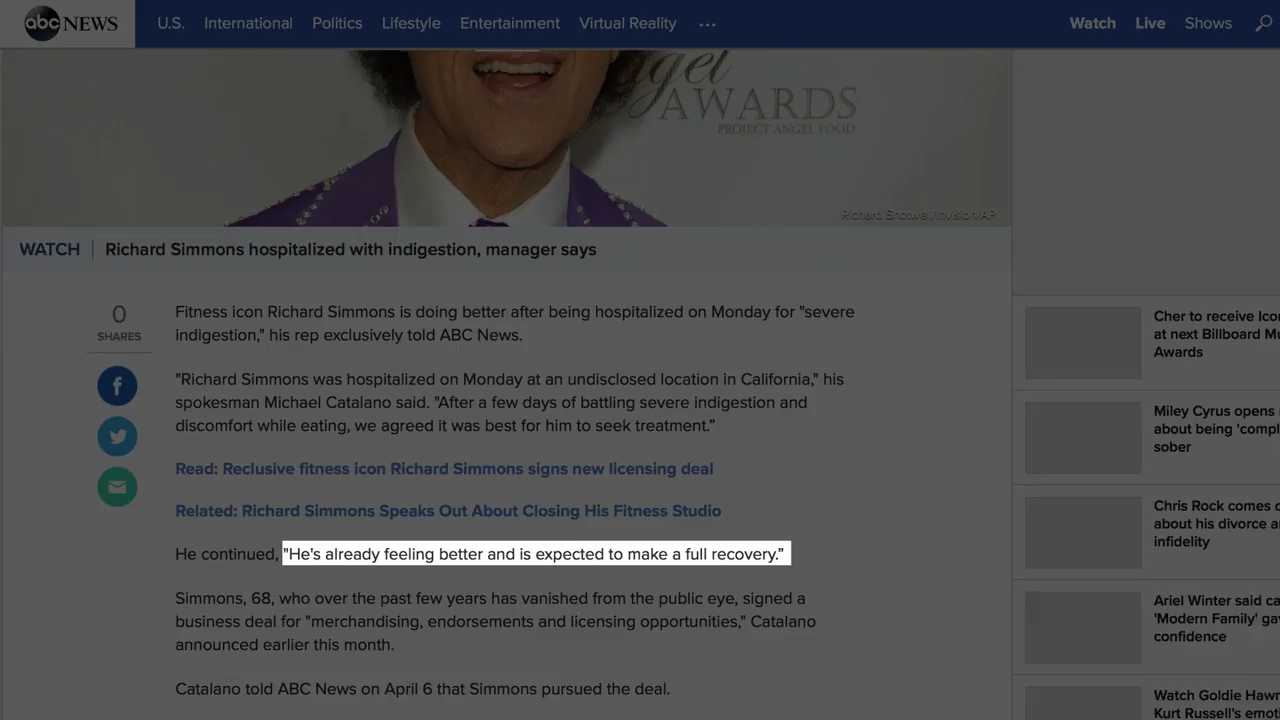 abc NEWS
U.S. International Politics Lifestyle Entertainment Virtual Reality ...
Watch Live Shows
Angel
AWARDS
PROJECT ANGEL FOOD
Richard Shotwell/Invision/AP
WATCH | Richard Simmons hospitalized with indigestion, manager says
0
SHARES
Fitness icon Richard Simmons is doing better after being hospitalized on Monday for "severe
indigestion," his rep exclusively told ABC News.
"Richard Simmons was hospitalized on Monday at an undisclosed location in California," his
spokesman Michael Catalano said. "After a few days of battling severe indigestion and
discomfort while eating, we agreed it was best for him to seek treatment.”
Read: Reclusive fitness icon Richard Simmons signs new licensing deal
Related: Richard Simmons Speaks Out About Closing His Fitness Studio
He continued, "He's already feeling better and is expected to make a full recovery.”
Simmons, 68, who over the past few years has vanished from the public eye, signed a
business deal for "merchandising, endorsements and licensing opportunities," Catalano
announced earlier this month.
Catalano told ABC News on April 6 that Simmons pursued the deal.
Cher to receive Ico
at next Billboard Mu
Awards
Miley Cyrus opens
about being 'compl
sober
Chris Rock comes c
about his divorce a
infidelity
Ariel Winter said ca
'Modern Family' gav
confidence
Watch Goldie Hawn
Kurt Russell's emoti